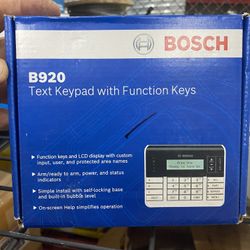 BOSCH
B920
Text Keypad with Function Keys
• Function keys and LCD display with custom
input, user, and protected area names
• Arm/ready to arm, power, and status
indicators
• Simple install with self-locking base
and built-in bubble level
• On-screen Help simplifies operation
BOSCH